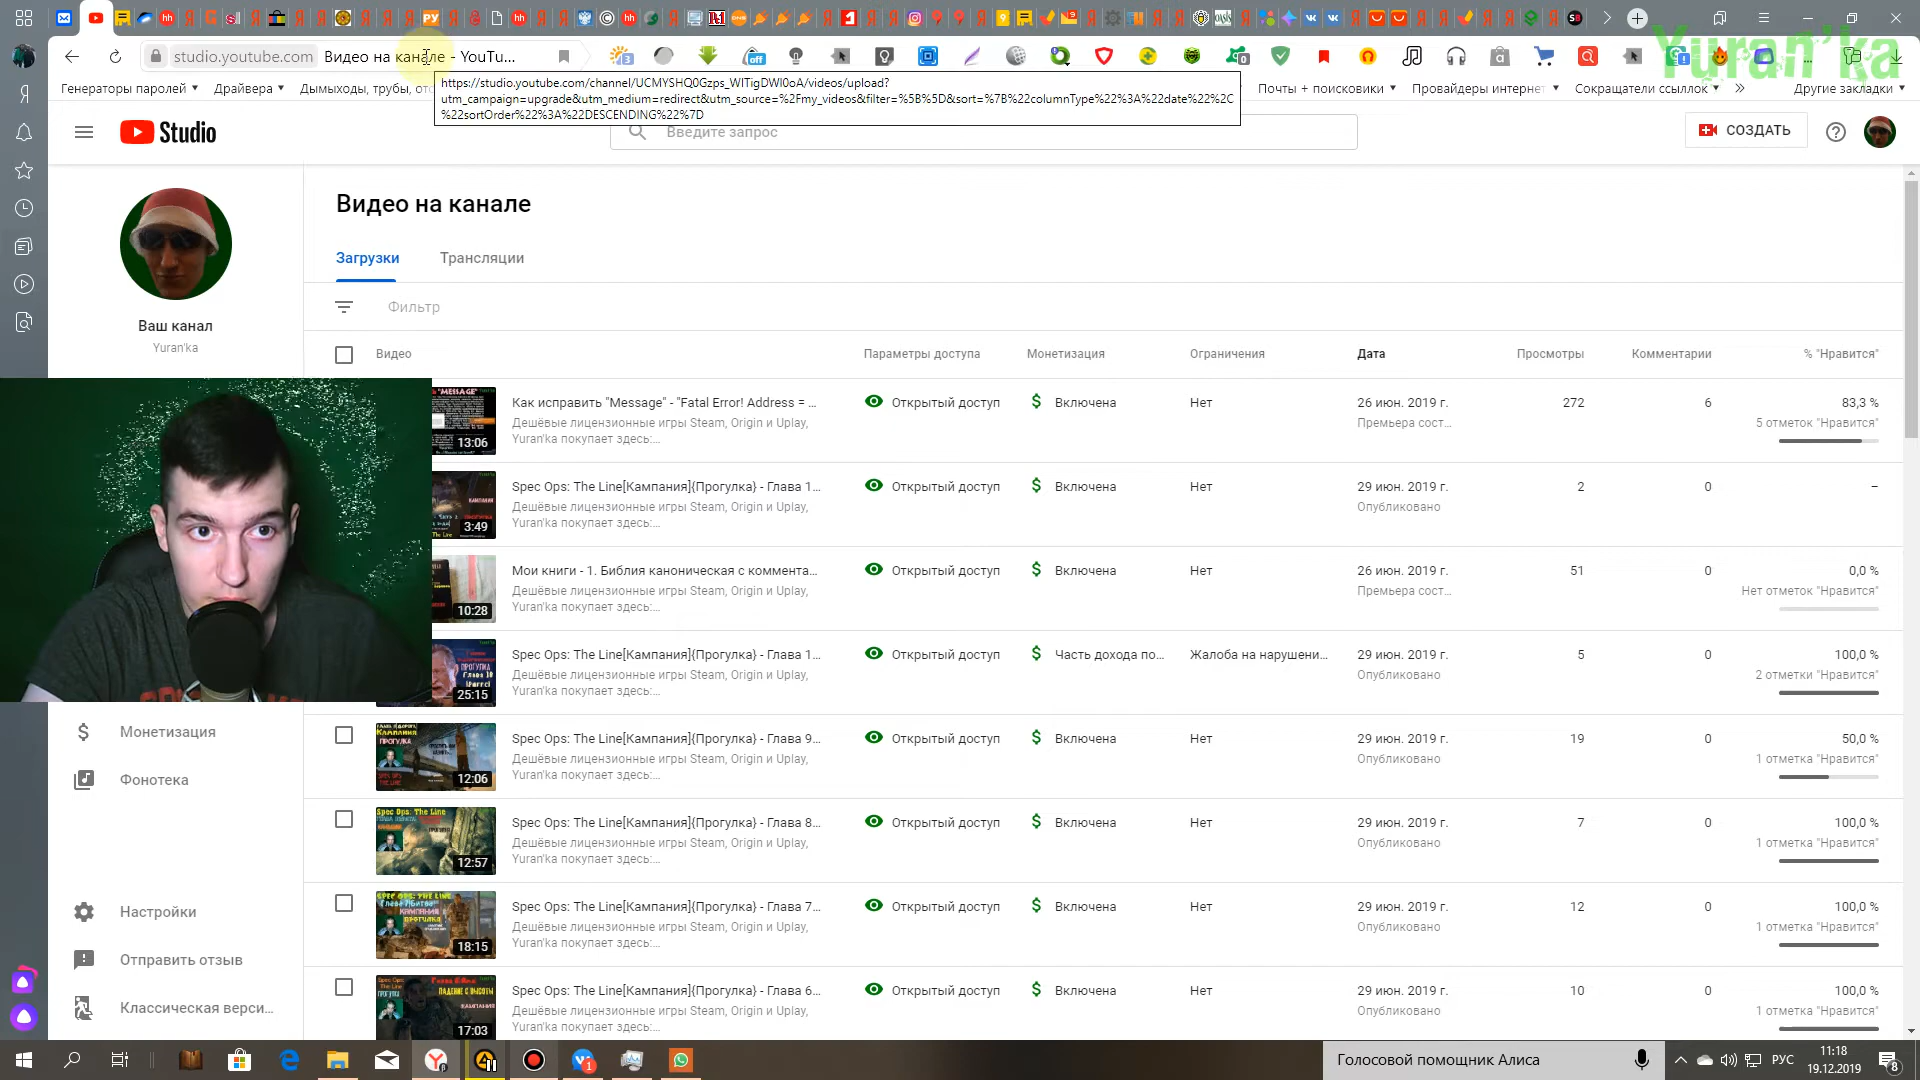 studio.youtube.com Видео на канале - YouTu...
Yuran'ka
Генераторы паролей
Драйвера
Дымоходы, трубы, отс
Почты + поисковики
Провайдеры интернет
Сокращатели ссылок
Другие закладки
https://studio.youtube.com/channel/UCMYSHQ0Gzps_WITigDWI0oA/videos/upload?
utm_campaign=upgrade&utm_medium=redirect&utm_source=%2Fmy_videos&filter=%5B%5D&sort=%7B%22columnType%22%3A%22date%22%2C
%22sortOrder%22%3A%22DESCENDING%22%7D
Studio
Введите запрос
СОЗДАТЬ
Ваш канал
Yuran'ka
Видео на канале
Загрузки
Трансляции
Фильтр
Видео Параметры доступа Монетизация Ограничения Дата Просмотры Комментарии % "Нравится"
Как исправить "Message" - "Fatal Error! Address = ... Открытый доступ Включена Нет 26 июн. 2019 г. 272 6 83,3 %
Дешёвые лицензионные игры Steam, Origin и Uplay, Премьера сост... 5 отметок "Нравится"
Yuran'ka покупает здесь:...
13:06
Spec Ops: The Line[Кампания]{Прогулка} - Глава 1... Открытый доступ Включена Нет 29 июн. 2019 г. 2 0 –
Дешёвые лицензионные игры Steam, Origin и Uplay, Опубликовано
Yuran'ka покупает здесь:...
3:49
Мои книги - 1. Библия каноническая с коммента... Открытый доступ Включена Нет 26 июн. 2019 г. 51 0 0,0 %
Дешёвые лицензионные игры Steam, Origin и Uplay, Премьера сост... Нет отметок "Нравится"
Yuran'ka покупает здесь:...
10:28
Spec Ops: The Line[Кампания]{Прогулка} - Глава 1... Открытый доступ Часть дохода по... Жалоба на нарушени... 29 июн. 2019 г. 5 0 100,0 %
Дешёвые лицензионные игры Steam, Origin и Uplay, Опубликовано 2 отметки "Нравится"
Yuran'ka покупает здесь:...
25:15
Spec Ops: The Line[Кампания]{Прогулка} - Глава 9... Открытый доступ Включена Нет 29 июн. 2019 г. 19 0 50,0 %
Дешёвые лицензионные игры Steam, Origin и Uplay, Опубликовано 1 отметка "Нравится"
Yuran'ka покупает здесь:...
12:06
Spec Ops: The Line[Кампания]{Прогулка} - Глава 8... Открытый доступ Включена Нет 29 июн. 2019 г. 7 0 100,0 %
Дешёвые лицензионные игры Steam, Origin и Uplay, Опубликовано 1 отметка "Нравится"
Yuran'ka покупает здесь:...
12:57
Spec Ops: The Line[Кампания]{Прогулка} - Глава 7... Открытый доступ Включена Нет 29 июн. 2019 г. 12 0 100,0 %
Дешёвые лицензионные игры Steam, Origin и Uplay, Опубликовано 1 отметка "Нравится"
Yuran'ka покупает здесь:...
18:15
Spec Ops: The Line[Кампания]{Прогулка} - Глава 6... Открытый доступ Включена Нет 29 июн. 2019 г. 10 0 100,0 %
Дешёвые лицензионные игры Steam, Origin и Uplay, Опубликовано 1 отметка "Нравится"
Yuran'ka покупает здесь:...
17:03
Монетизация
Фонотека
Настройки
Отправить отзыв
Классическая верси...
Голосовой помощник Алиса
РУС
11:18
19.12.2019
8